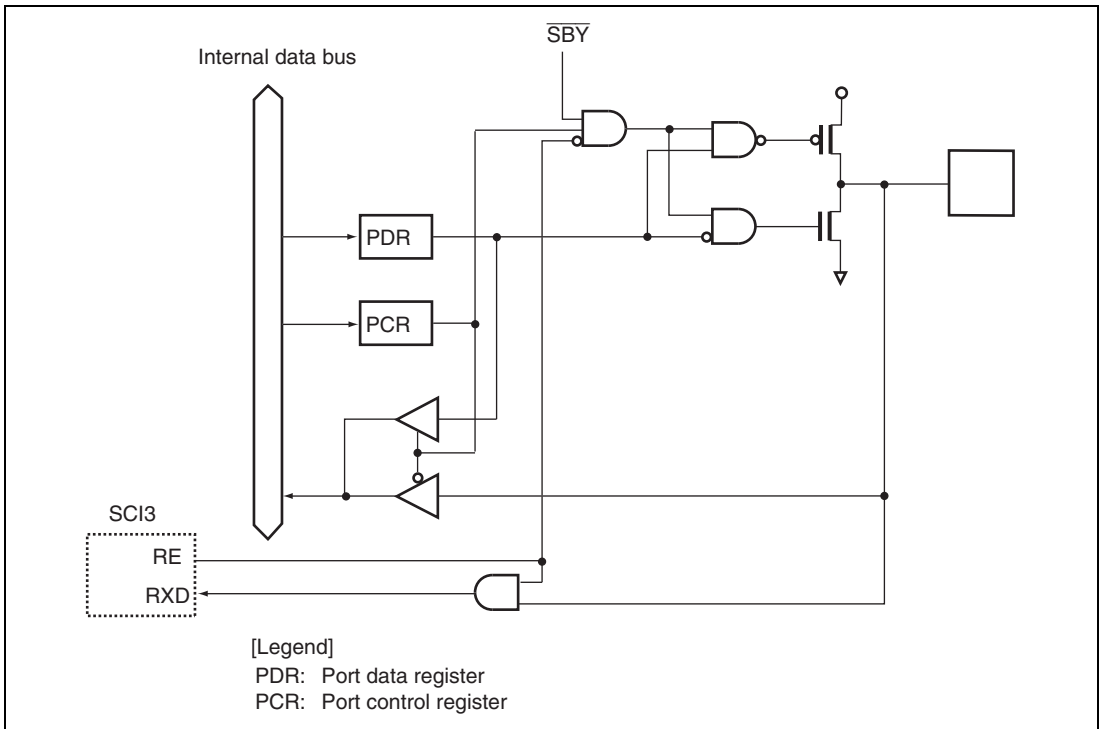 SBY
Internal data bus
PDR
PCR
SCI3
RE
RXD
[Legend]
PDR: Port data register
PCR: Port control register